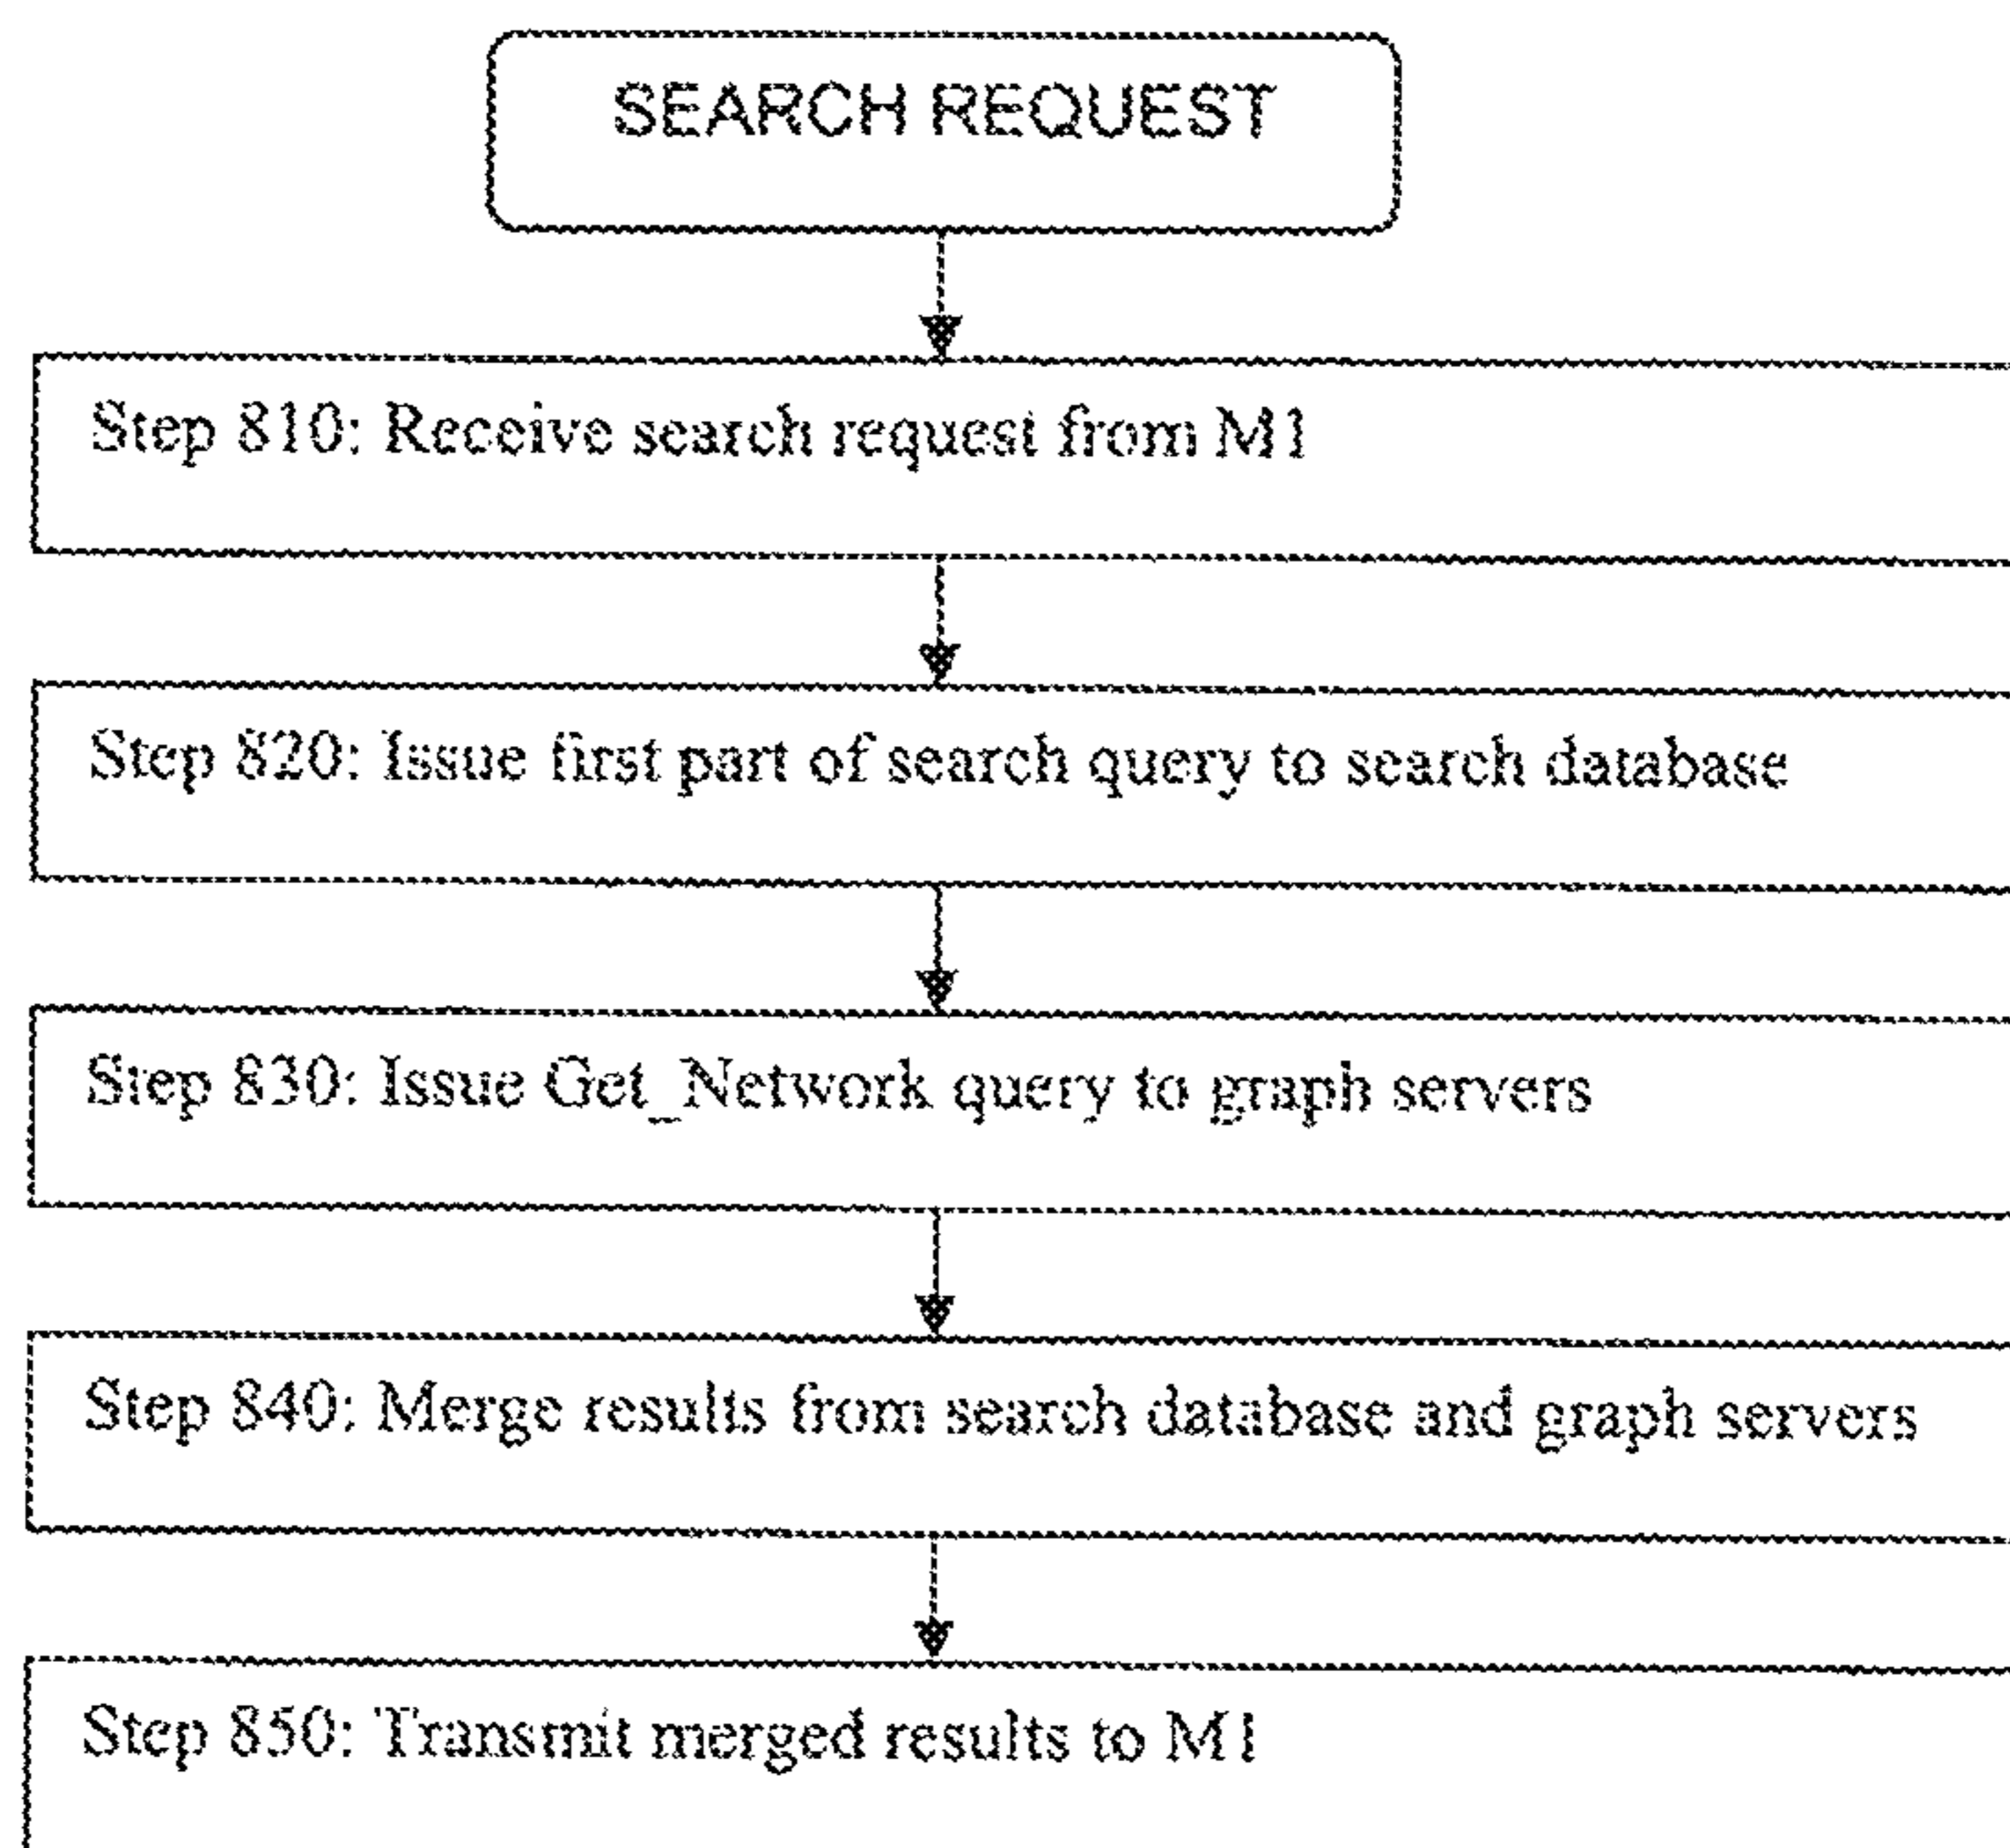 SEARCH REQUEST
Step 810: Receive search request from M1
Step 820: Issue first part of search query to search database
Step 830: Issue Get_Network query to graph servers
Step 840: Merge results from search database and graph servers
Step 850: Transmit merged results to M1